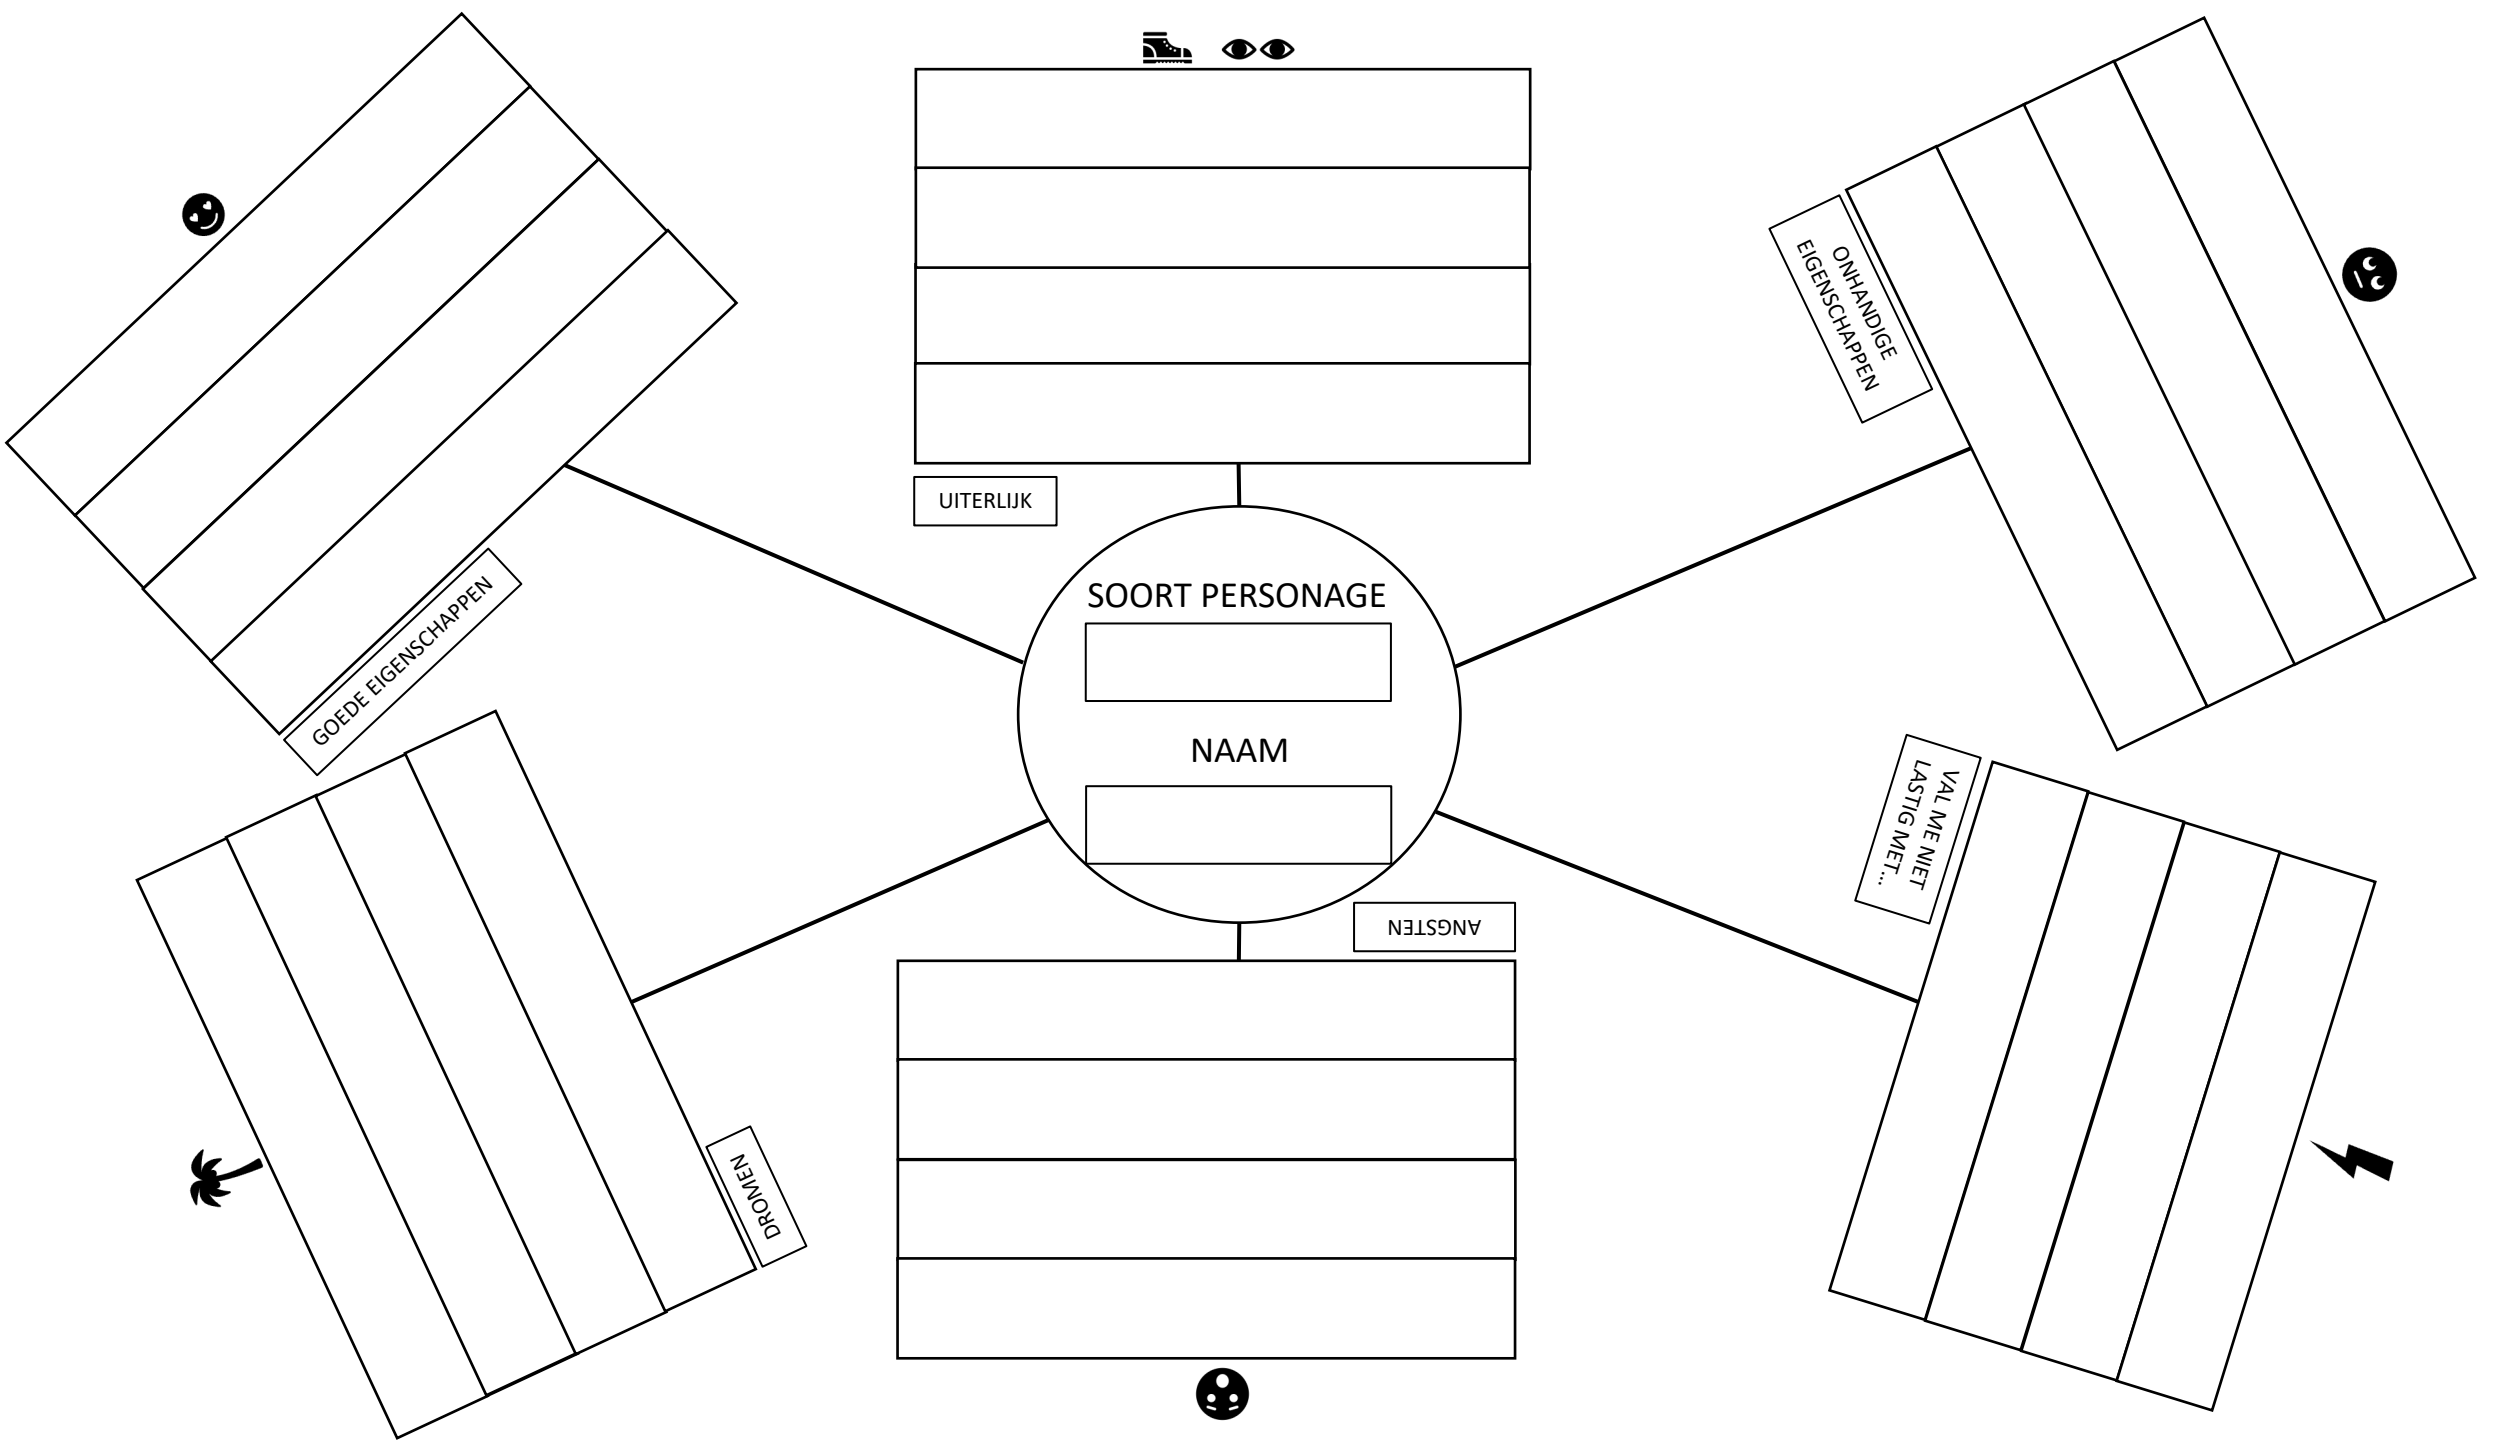 UITERLIJK
ONHANDIGE
EIGENSCHAPPEN
GOEDE EIGENSCHAPPEN
SOORT PERSONAGE
NAAM
VAL ME NIET
LASTIG MET...
ANGSTEN
DROMEN